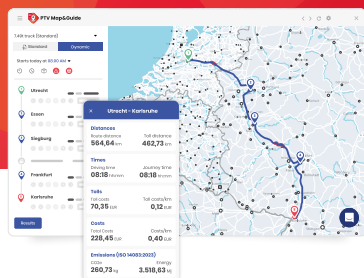 PTV Map&Guide
7.49t truck (Standard)
Standard
Dynamic
Starts today at 08:00 AM
Utrecht
Essen
Siegburg
Frankfurt
Karlsruhe
Results
Utrecht - Karlsruhe
Distances
Route distance
Toll distance
564,64 km
462,73 km
Times
Driving time
Journey time
08:18 hh:mm
08:18 hh:mm
Tolls
Toll costs
Toll costs/km
70,35 EUR
0,12 EUR
Costs
Total Costs
Costs/km
228,45 EUR
0,40 EUR
Emissions (ISO 14083:2023)
CO2e
Energy
260,73 kg
3.518,63 MJ